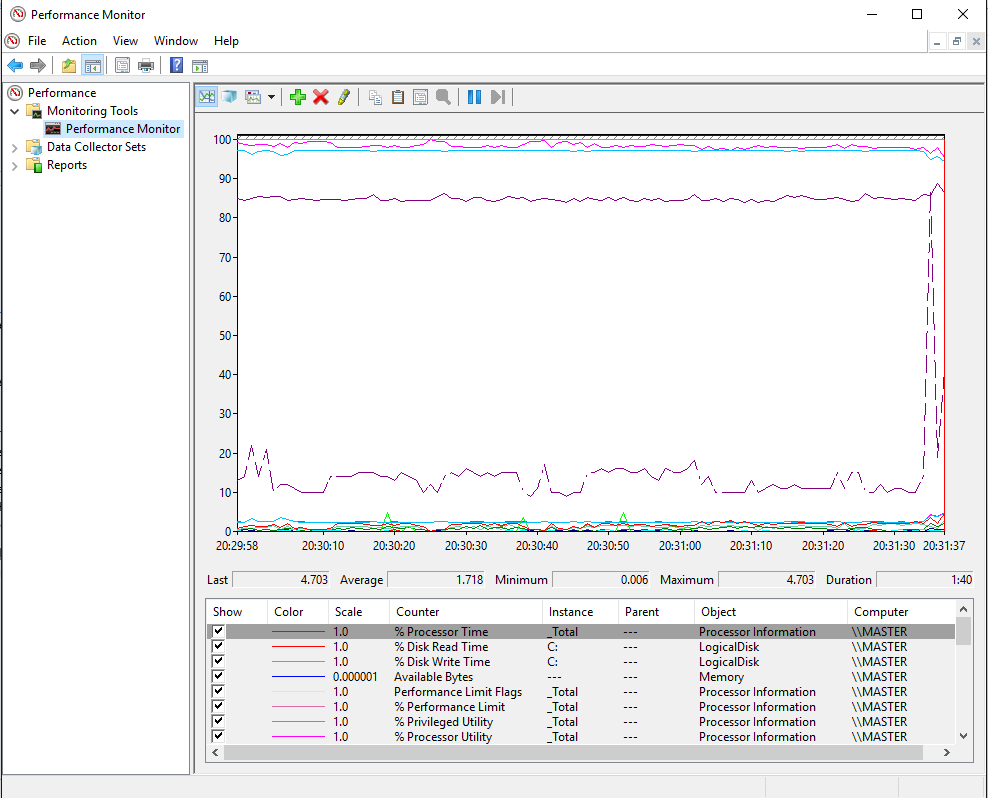 Performance Monitor
File Action View Window Help
Performance
Monitoring Tools
Performance Monitor
Data Collector Sets
Reports
100
90
80
70
60
50
40
30
20
10
0
20:29:58 20:30:10 20:30:20 20:30:30 20:30:40 20:30:50 20:31:00 20:31:10 20:31:20 20:31:30 20:31:37
Last 4.703 Average 1.718 Minimum 0.006 Maximum 4.703 Duration 1:40
Show Color Scale Counter Instance Parent Object Computer
1.0 % Processor Time _Total --- Processor Information \\MASTER
1.0 % Disk Read Time C: --- LogicalDisk \\MASTER
1.0 % Disk Write Time C: --- LogicalDisk \\MASTER
0.000001 Available Bytes --- --- Memory \\MASTER
1.0 Performance Limit Flags _Total --- Processor Information \\MASTER
1.0 % Performance Limit _Total --- Processor Information \\MASTER
1.0 % Privileged Utility _Total --- Processor Information \\MASTER
1.0 % Processor Utility _Total --- Processor Information \\MASTER